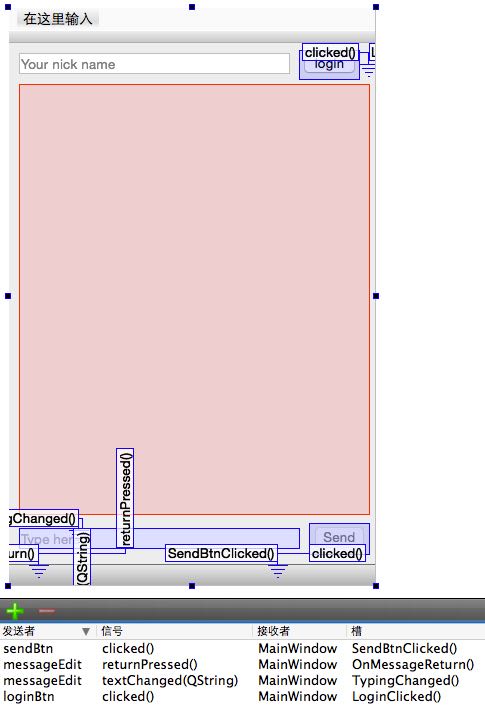 在这里输入
clicked()
L
Your nick name
login
returnPressed()
gChanged()
Type her
Send
urn()
(QString)
SendBtnClicked()
clicked()
发送者 信号 接收者 槽
sendBtn clicked() MainWindow SendBtnClicked()
messageEdit returnPressed() MainWindow OnMessageReturn()
messageEdit textChanged(QString) MainWindow TypingChanged()
loginBtn clicked() MainWindow LoginClicked()